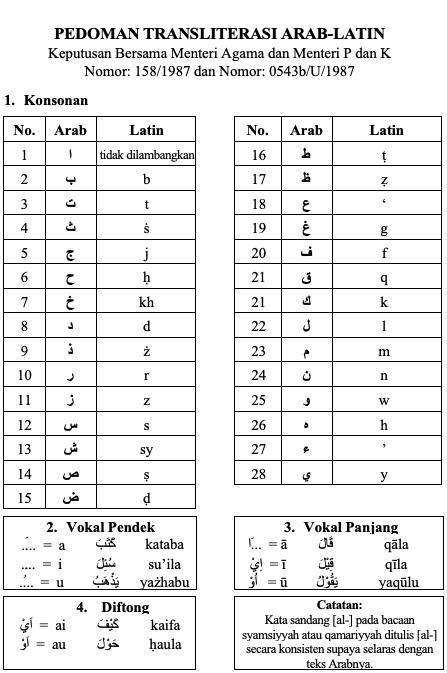 PEDOMAN TRANSLITERASI ARAB-LATIN
Keputusan Bersama Menteri Agama dan Menteri P dan K
Nomor: 158/1987 dan Nomor: 0543b/U/1987
1. Konsonan
No. Arab Latin
1 ا tidak dilambangkan
2 ب b
3 ت t
4 ث ṡ
5 ج j
6 ح ḥ
7 خ kh
8 د d
9 ذ ż
10 ر r
11 ز z
12 س s
13 ش sy
14 ص ṣ
15 ض ḍ
No. Arab Latin
16 ط ṭ
17 ظ ẓ
18 ع ‘
19 غ g
20 ف f
21 ق q
21 ك k
22 ل l
23 م m
24 ن n
25 و w
26 ه h
27 ء ’
28 ي y
2. Vokal Pendek
َ.... = a كَتَبَ kataba
.... = i سُئِلَ su’ila
ُ.... = u يَذْهَبُ yażhabu
3. Vokal Panjang
اَ... = ā قَالَ qāla
اِيْ = ī قِيْلَ qīla
اُوْ = ū يَقُوْلُ yaqūlu
4. Diftong
اَيْ = ai كَيْفَ kaifa
اَوْ = au حَوْلَ ḥaula
Catatan:
Kata sandang [al-] pada bacaan
syamsiyyah atau qamariyyah ditulis [al-]
secara konsisten supaya selaras dengan
teks Arabnya.